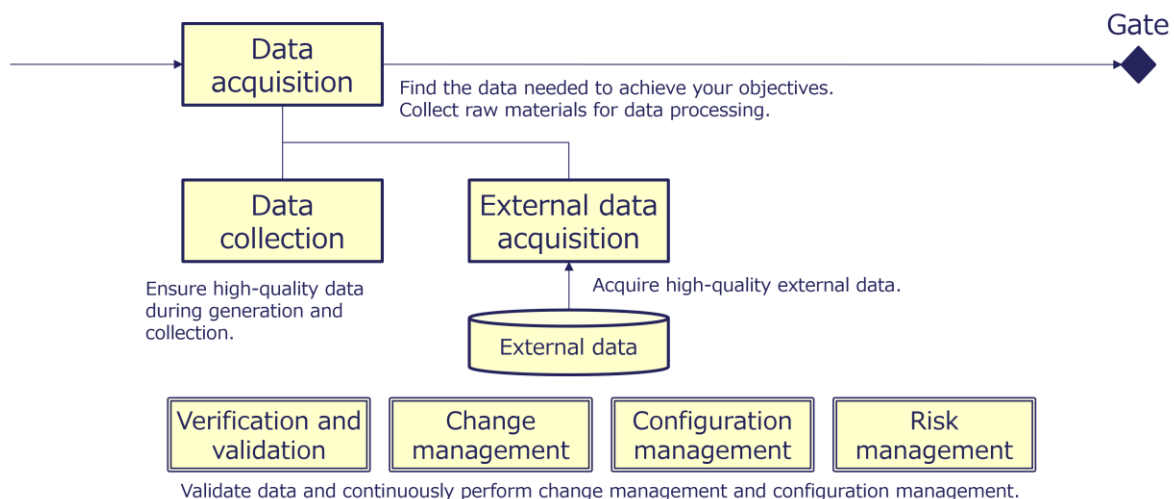 Gate
Data
acquisition
Find the data needed to achieve your objectives.
Collect raw materials for data processing.
Data
collection
External data
acquisition
Ensure high-quality data
during generation and
collection.
Acquire high-quality external data.
External data
Verification and
validation
Change
management
Configuration
management
Risk
management
Validate data and continuously perform change management and configuration management.